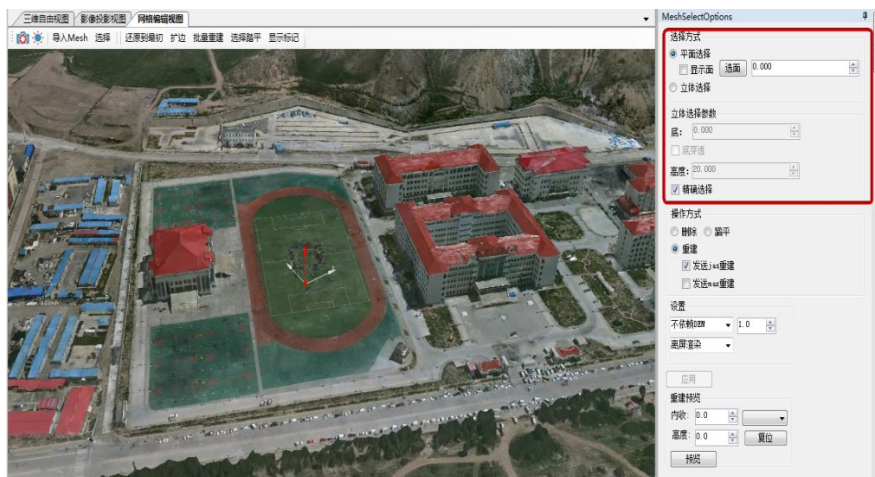 三维自由视图 影像投影视图 网格编辑视图
导入Mesh 选择 还原到最初 扩边 批量重建 选择踏平 显示标记
MeshSelectOptions
选择方式
平面选择
显示面 选面 0.000
立体选择
立体选择参数
底: 0.000
底穿透
高度: 20.000
精确选择
操作方式
删除 踏平
重建
发送jas重建
发送mas重建
设置
不依赖DEM 1.0
离屏渲染
应用
重建预览
内收: 0.0
高度: 0.0 复位
预览